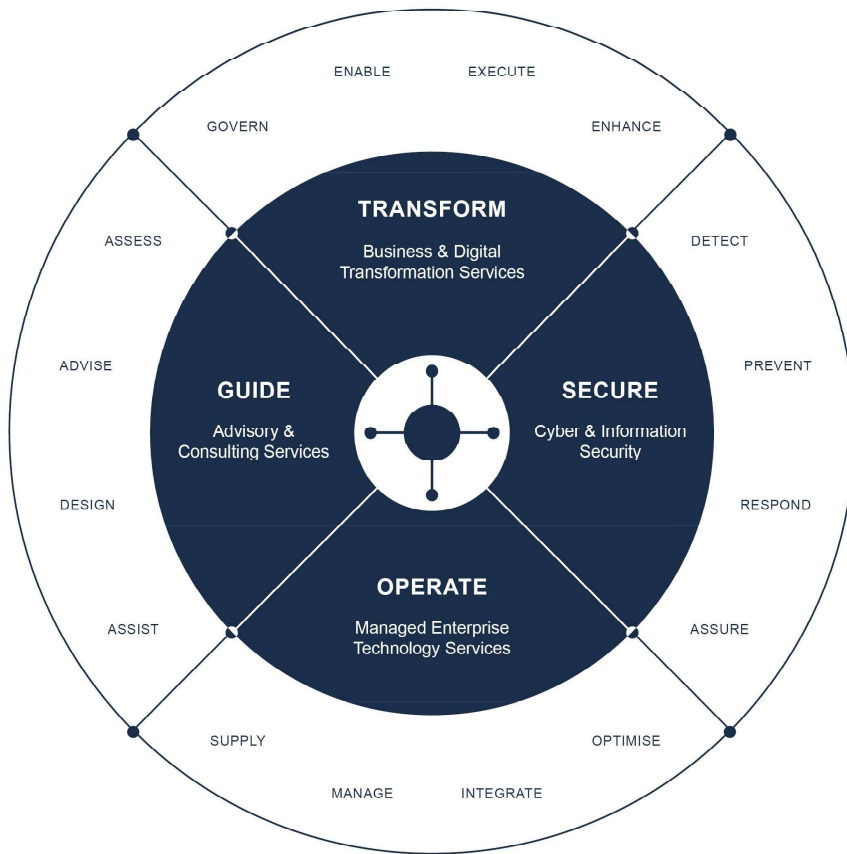 ENABLE
EXECUTE
GOVERN
ENHANCE
TRANSFORM
Business & Digital
Transformation Services
ASSESS
DETECT
ADVISE
PREVENT
GUIDE
Advisory &
Consulting Services
SECURE
Cyber & Information
Security
DESIGN
RESPOND
OPERATE
Managed Enterprise
Technology Services
ASSIST
ASSURE
SUPPLY
OPTIMISE
MANAGE
INTEGRATE